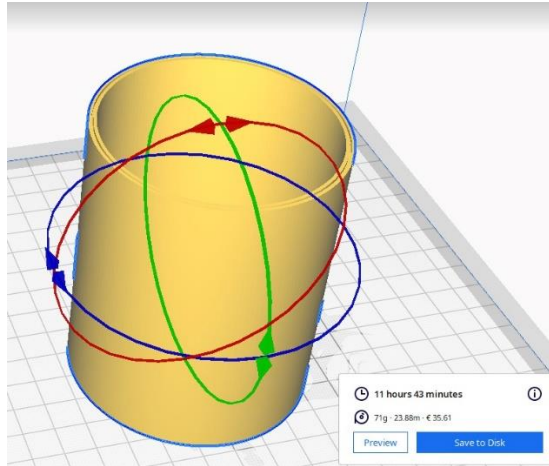 11 hours 43 minutes
71g · 23.88m · € 35.61
Preview
Save to Disk